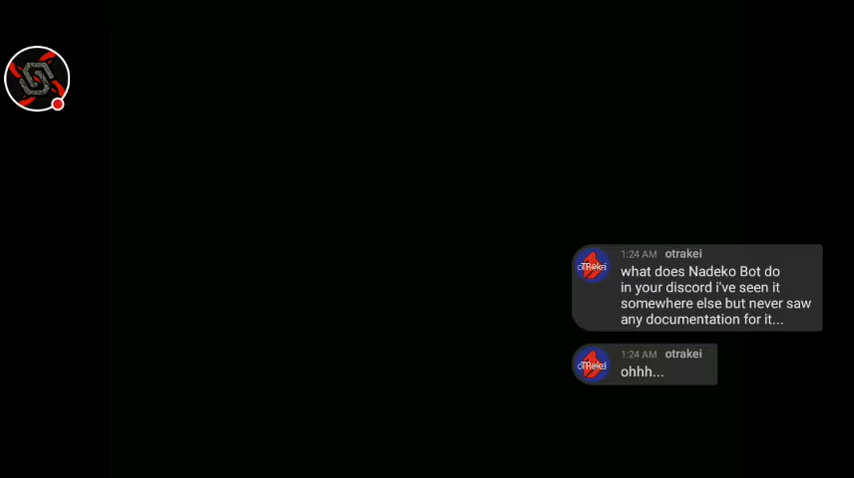 1:24 AM otrakei
what does Nadeko Bot do
in your discord i've seen it
somewhere else but never saw
any documentation for it...
1:24 AM otrakei
ohhh...